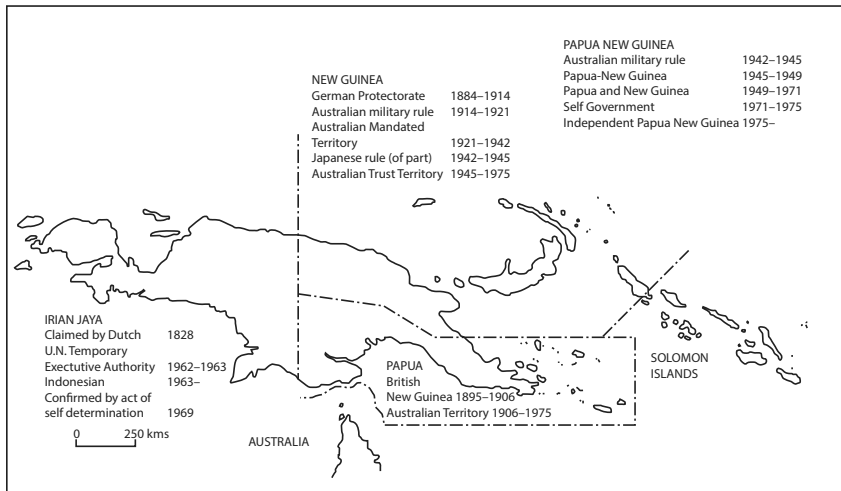 NEW GUINEA
German Protectorate 1884–1914
Australian military rule 1914–1921
Australian Mandated
Territory 1921–1942
Japanese rule (of part) 1942–1945
Australian Trust Territory 1945–1975
PAPUA NEW GUINEA
Australian military rule 1942–1945
Papua-New Guinea 1945–1949
Papua and New Guinea 1949–1971
Self Government 1971–1975
Independent Papua New Guinea 1975–
IRIAN JAYA
Claimed by Dutch 1828
U.N. Temporary
Exectutive Authority 1962–1963
Indonesian 1963–
Confirmed by act of
self determination 1969
0 250 kms
PAPUA
British
New Guinea 1895–1906
Australian Territory 1906–1975
SOLOMON
ISLANDS
AUSTRALIA